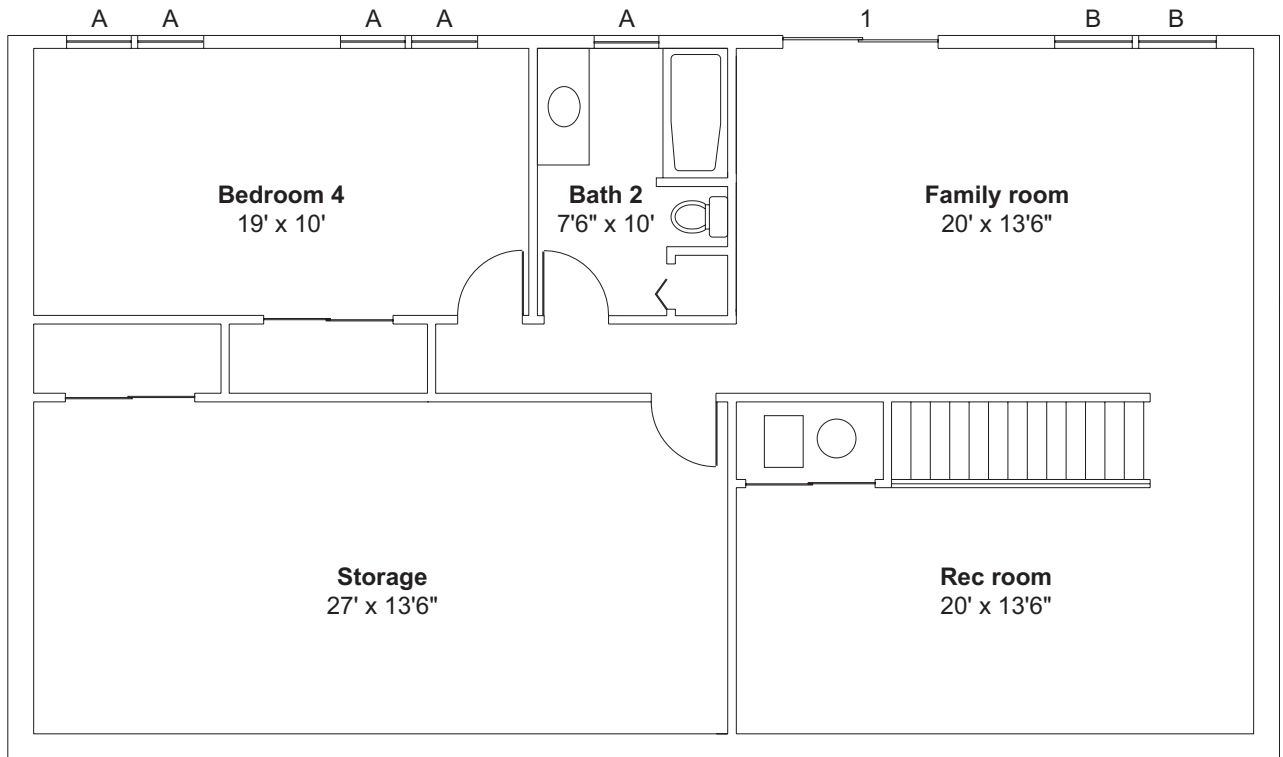 A A A A A 1 B B
Bedroom 4
19' x 10'
Bath 2
7'6" x 10'
Family room
20' x 13'6"
Storage
27' x 13'6"
Rec room
20' x 13'6"